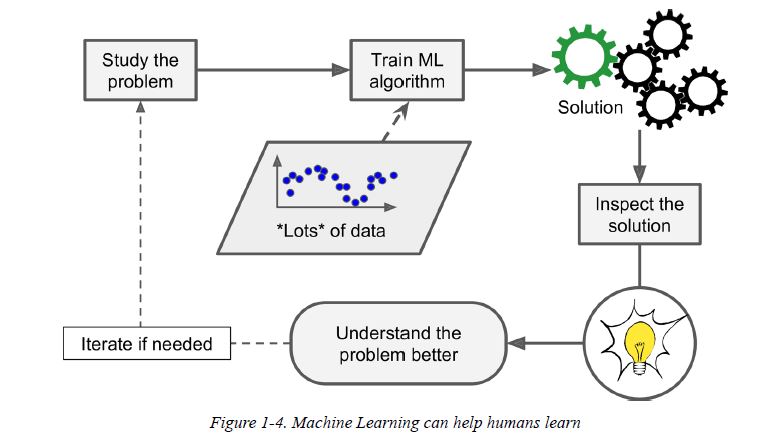 Study the
problem
Train ML
algorithm
Solution
*Lots* of data
Inspect the
solution
Understand the
problem better
Iterate if needed
Figure 1-4. Machine Learning can help humans learn